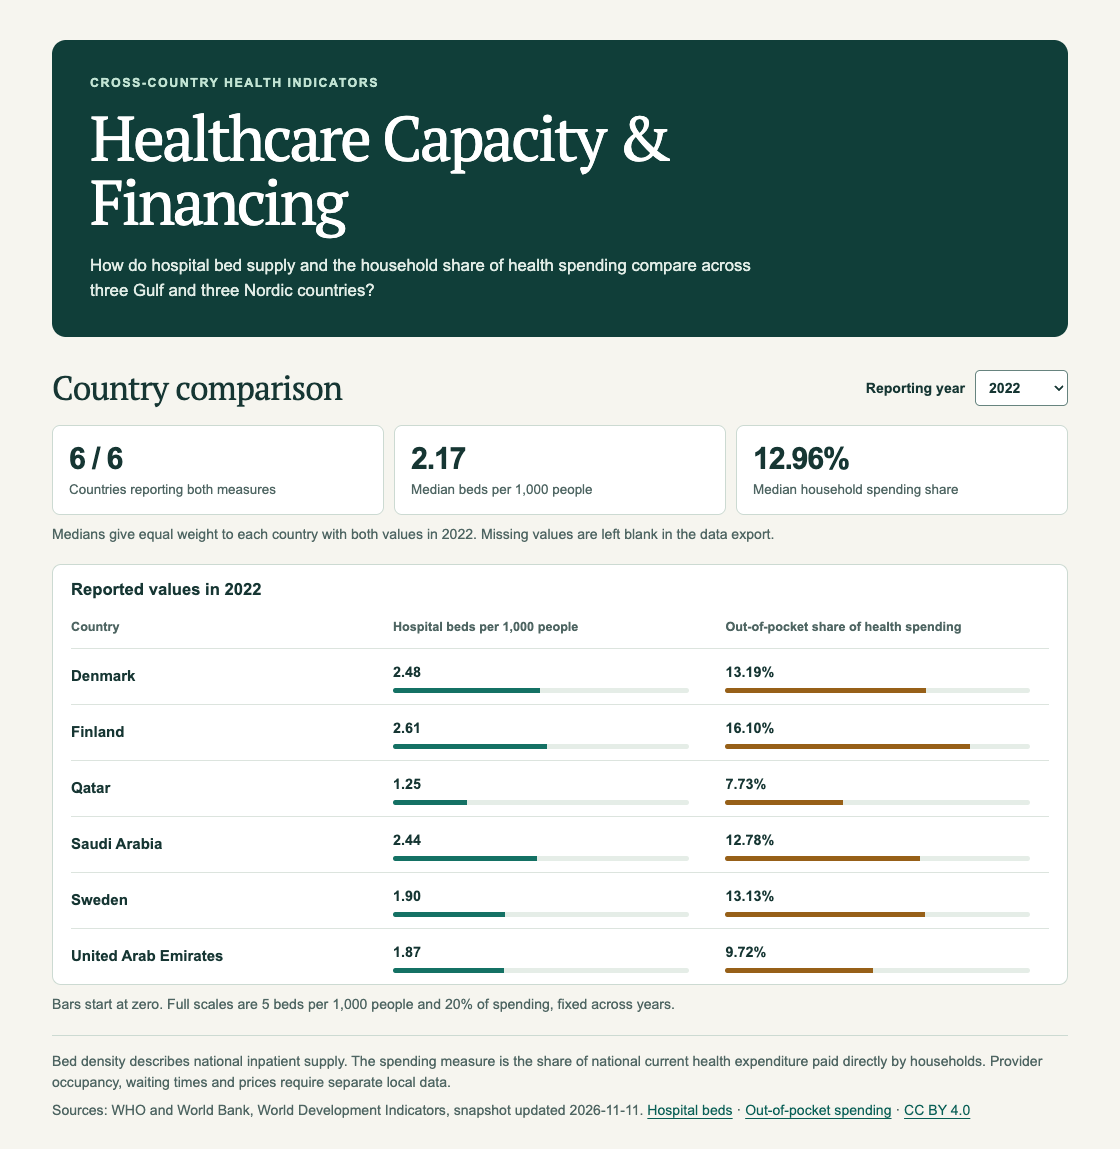 CROSS-COUNTRY HEALTH INDICATORS
Healthcare Capacity &
Financing
How do hospital bed supply and the household share of health spending compare across
three Gulf and three Nordic countries?
Country comparison
Reporting year 2022
6 / 6
Countries reporting both measures
2.17
Median beds per 1,000 people
12.96%
Median household spending share
Medians give equal weight to each country with both values in 2022. Missing values are left blank in the data export.
Reported values in 2022
Country Hospital beds per 1,000 people Out-of-pocket share of health spending
Denmark 2.48 13.19%
Finland 2.61 16.10%
Qatar 1.25 7.73%
Saudi Arabia 2.44 12.78%
Sweden 1.90 13.13%
United Arab Emirates 1.87 9.72%
Bars start at zero. Full scales are 5 beds per 1,000 people and 20% of spending, fixed across years.
Bed density describes national inpatient supply. The spending measure is the share of national current health expenditure paid directly by households. Provider
occupancy, waiting times and prices require separate local data.
Sources: WHO and World Bank, World Development Indicators, snapshot updated 2026-11-11. Hospital beds · Out-of-pocket spending · CC BY 4.0